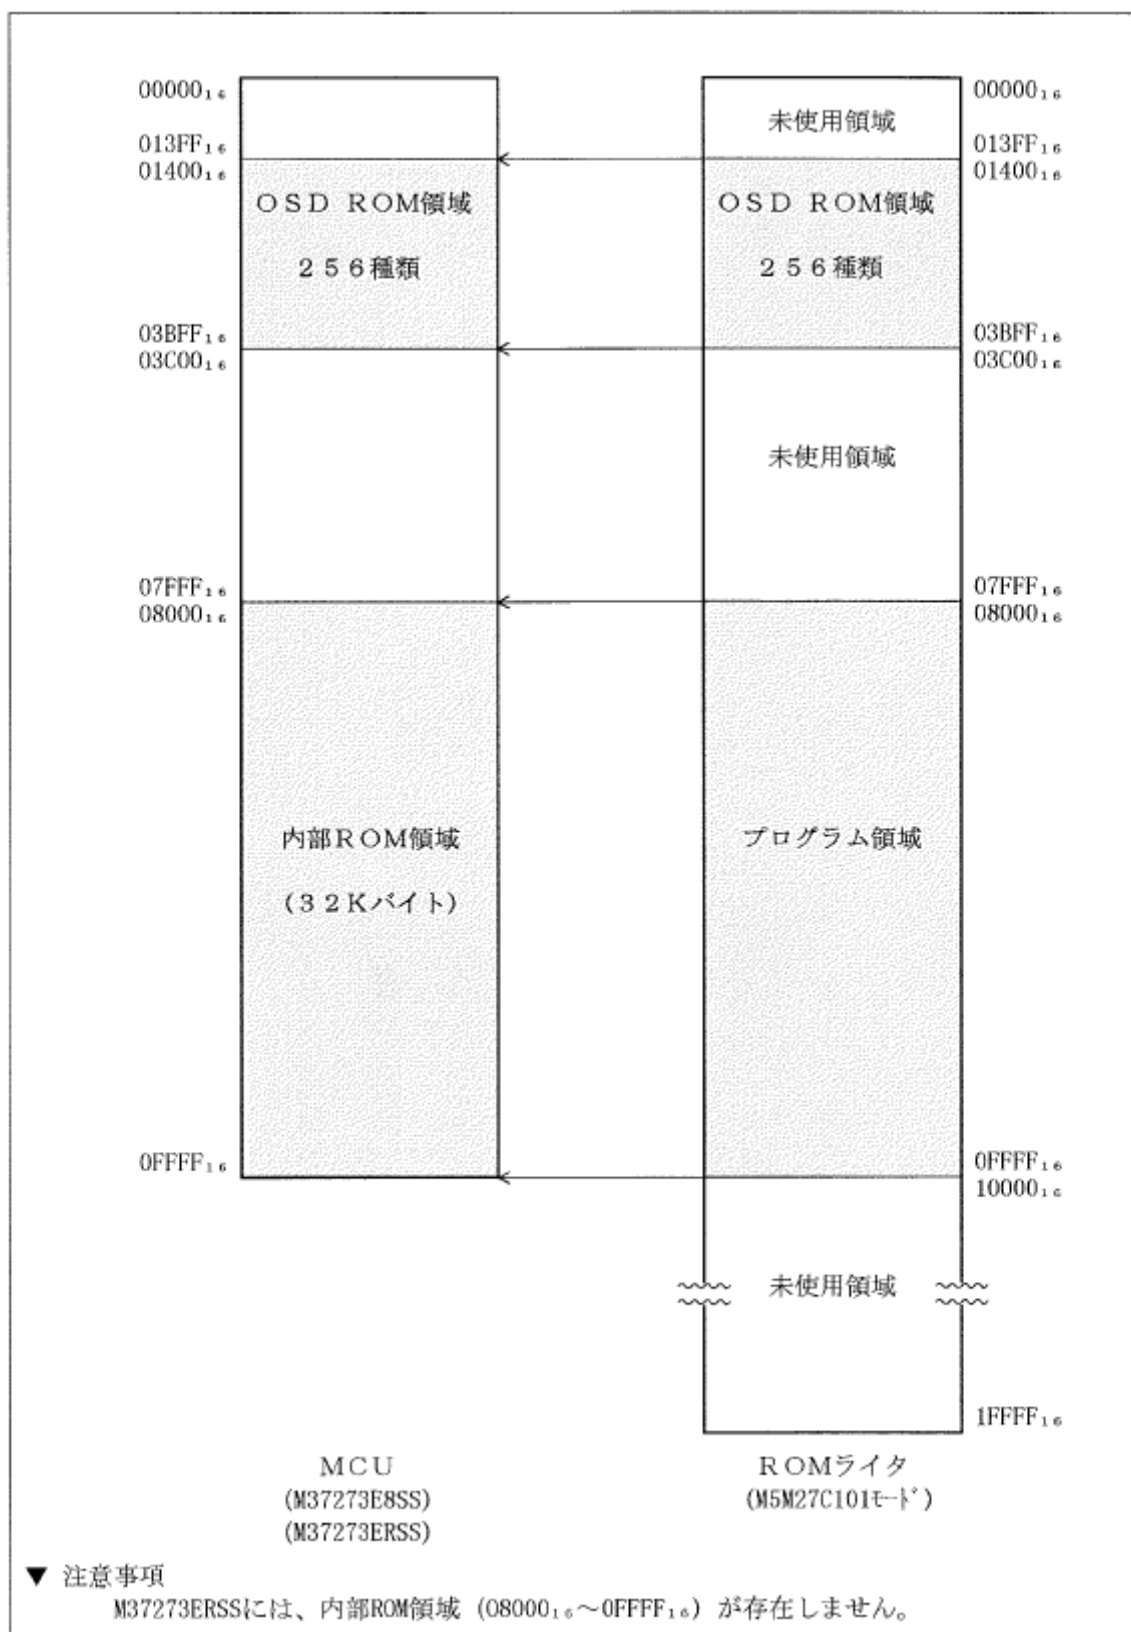 00000₁₆ 00000₁₆
未使用領域
013FF₁₆ 013FF₁₆
01400₁₆ 01400₁₆
OSD ROM領域 OSD ROM領域
256種類 256種類
03BFF₁₆ 03BFF₁₆
03C00₁₆ 03C00₁₆
未使用領域
07FFF₁₆ 07FFF₁₆
08000₁₆ 08000₁₆
内部ROM領域 プログラム領域
(32Kバイト)
0FFFF₁₆ 0FFFF₁₆
10000₁₆
未使用領域
1FFFF₁₆
MCU ROMライタ
(M37273E8SS) (M5M27C101ﾓｰﾄﾞ)
(M37273ERSS)
▼ 注意事項
M37273ERSSには、内部ROM領域 (08000₁₆～0FFFF₁₆) が存在しません。